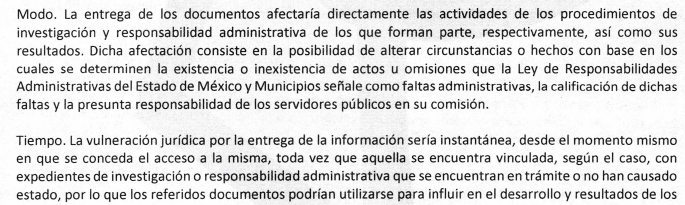 Modo. La entrega de los documentos afectaría directamente las actividades de los procedimientos de
investigación y responsabilidad administrativa de los que forman parte, respectivamente, así como sus
resultados. Dicha afectación consiste en la posibilidad de alterar circunstancias o hechos con base en los
cuales se determinen la existencia o inexistencia de actos u omisiones que la Ley de Responsabilidades
Administrativas del Estado de México y Municipios señale como faltas administrativas, la calificación de dichas
faltas y la presunta responsabilidad de los servidores públicos en su comisión.
Tiempo. La vulneración jurídica por la entrega de la información sería instantánea, desde el momento mismo
en que se conceda el acceso a la misma, toda vez que aquella se encuentra vinculada, según el caso, con
expedientes de investigación o responsabilidad administrativa que se encuentran en trámite o no han causado
estado, por lo que los referidos documentos podrían utilizarse para influir en el desarrollo y resultados de los